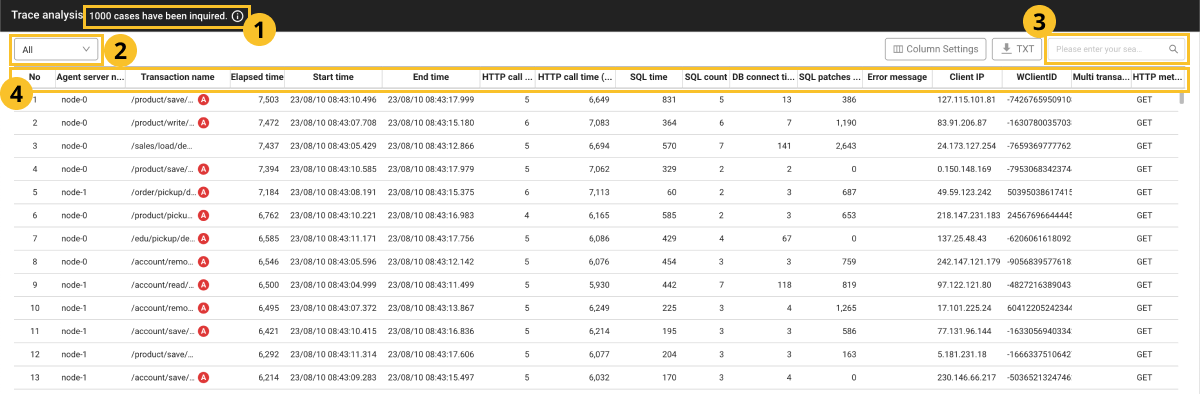 Trace analysis 1000 cases have been inquired. 1
3
All 2 Column Settings TXT Please enter your sea...
4
No Agent server n... Transaction name Elapsed time Start time End time HTTP call ... HTTP call time (... SQL time SQL count DB connect ti... SQL patches ... Error message Client IP WClientID Multi transa... HTTP met...
1 node-0 /product/save/... A 7,503 23/08/10 08:43:10.496 23/08/10 08:43:17.999 5 6,649 831 5 13 386 127.115.101.81 -7426765950910 GET
2 node-0 /product/write/... A 7,472 23/08/10 08:43:07.708 23/08/10 08:43:15.180 6 7,083 364 6 7 1,190 83.91.206.87 -1630780035703 GET
3 node-0 /sales/load/de... 7,437 23/08/10 08:43:05.429 23/08/10 08:43:12.866 5 6,694 570 7 141 2,643 24.173.127.254 -7659369777762 GET
4 node-0 /product/save/... A 7,394 23/08/10 08:43:10.585 23/08/10 08:43:17.979 5 7,062 329 2 2 0 0.150.148.169 -7953068342374 GET
5 node-1 /order/pickup/d... A 7,184 23/08/10 08:43:08.191 23/08/10 08:43:15.375 6 7,113 60 2 3 687 49.59.123.242 50395038617415 GET
6 node-0 /product/picku... A 6,762 23/08/10 08:43:10.221 23/08/10 08:43:16.983 4 6,165 585 2 3 653 218.147.231.183 24567696644445 GET
7 node-0 /edu/pickup/de... A 6,585 23/08/10 08:43:11.171 23/08/10 08:43:17.756 5 6,086 429 4 67 0 137.25.48.43 -6206061618092 GET
8 node-0 /account/remo... A 6,546 23/08/10 08:43:05.596 23/08/10 08:43:12.142 5 6,076 454 3 3 759 242.147.121.179 -9056839577618 GET
9 node-1 /account/read/... A 6,500 23/08/10 08:43:04.999 23/08/10 08:43:11.499 5 5,930 442 7 118 819 97.122.121.80 -4827216389043 GET
10 node-1 /account/remo... A 6,495 23/08/10 08:43:07.372 23/08/10 08:43:13.867 5 6,249 225 3 4 1,265 17.101.225.24 60412205242344 GET
11 node-1 /account/save/... A 6,421 23/08/10 08:43:10.415 23/08/10 08:43:16.836 5 6,214 195 3 3 586 77.131.96.144 -1633056940334 GET
12 node-1 /product/save/... 6,292 23/08/10 08:43:11.314 23/08/10 08:43:17.606 5 6,077 204 3 3 163 5.181.231.18 -1666337510642 GET
13 node-1 /account/save/... A 6,214 23/08/10 08:43:09.283 23/08/10 08:43:15.497 5 6,032 170 3 4 0 230.146.66.217 -5036521324746 GET